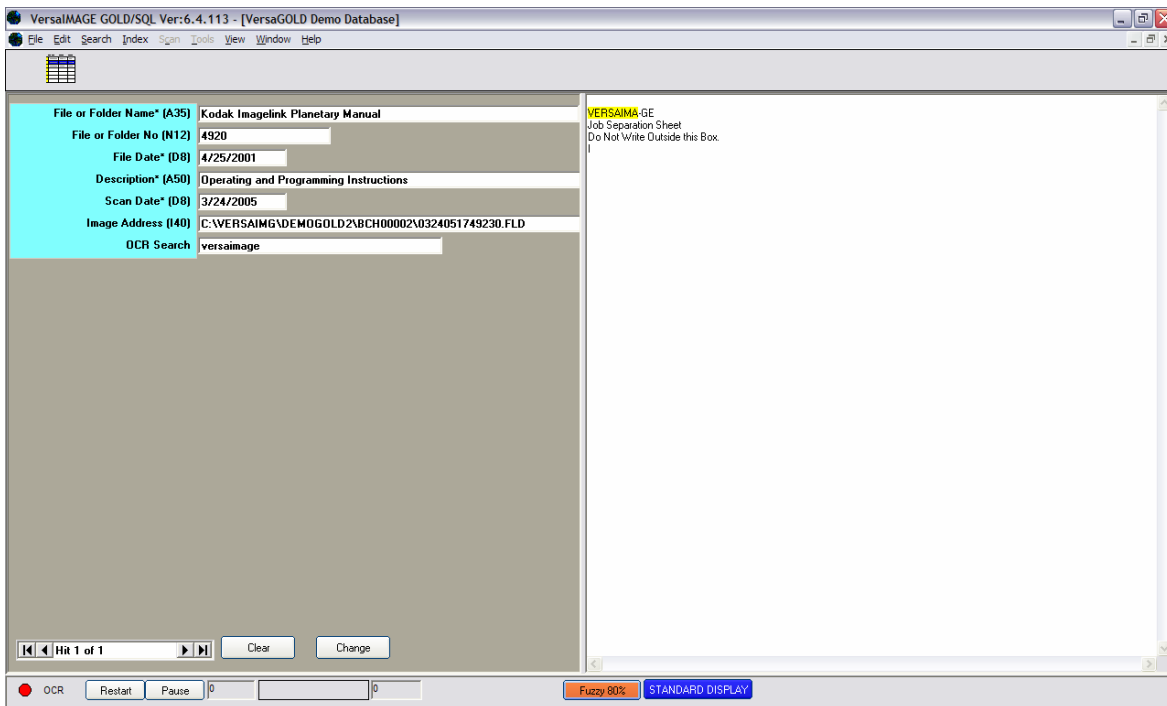 VersaIMAGE GOLD/SQL Ver:6.4.113 - [VersaGOLD Demo Database]
File Edit Search Index Scan Tools View Window Help
File or Folder Name* (A35) Kodak Imagelink Planetary Manual
File or Folder No (N12) 4920
File Date* (D8) 4/25/2001
Description* (A50) Operating and Programming Instructions
Scan Date* (D8) 3/24/2005
Image Address (I40) C:\VERSAIMG\DEMOGOLD2\BCH00002\0324051749230.FLD
OCR Search versaimage
VERSAIMA-GE
Job Separation Sheet
Do Not Write Outside this Box.
I
Hit 1 of 1 Clear Change
OCR Restart Pause 0 0 Fuzzy 80% STANDARD DISPLAY